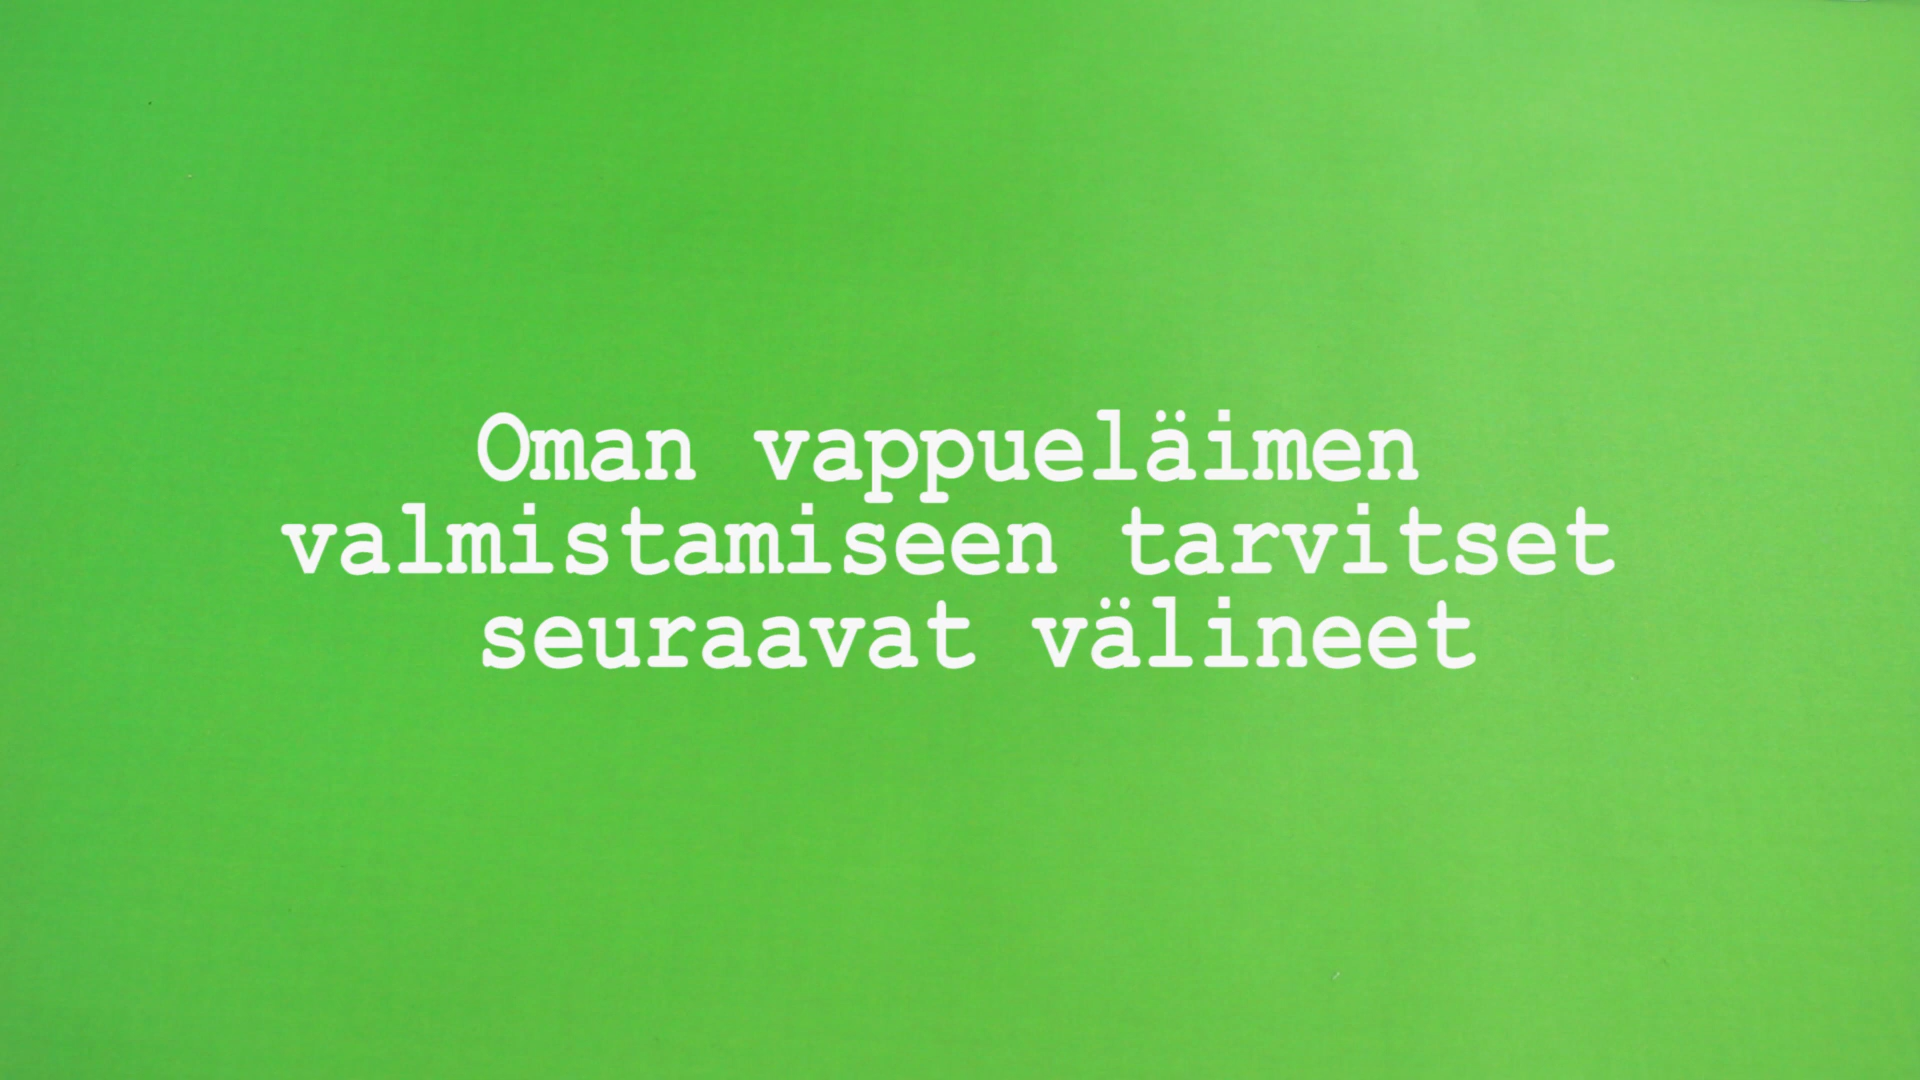 Oman vappueläimen
valmistamiseen tarvitset
seuraavat välineet